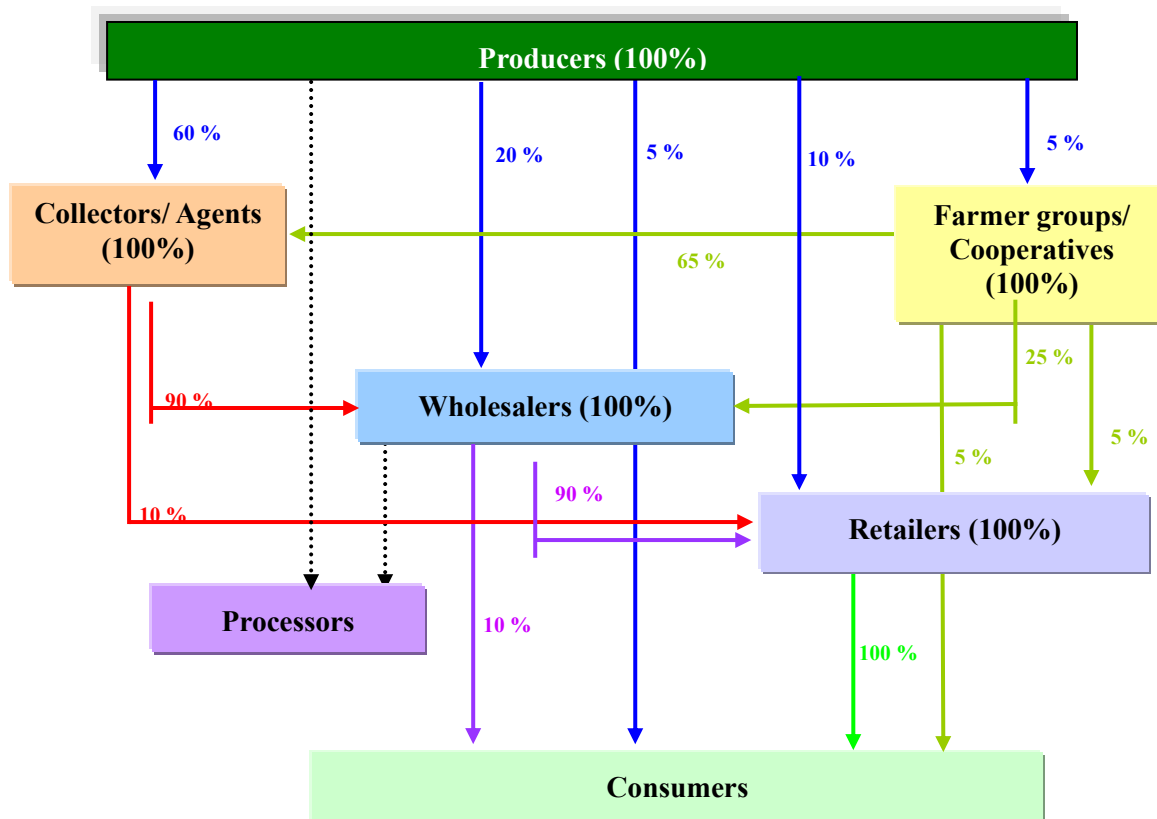 Producers (100%)
60 %
20 %
5 %
10 %
5 %
Collectors/ Agents
(100%)
Farmer groups/
Cooperatives
(100%)
65 %
25 %
90 %
Wholesalers (100%)
5 %
5 %
90 %
10 %
Retailers (100%)
Processors
10 %
100 %
Consumers